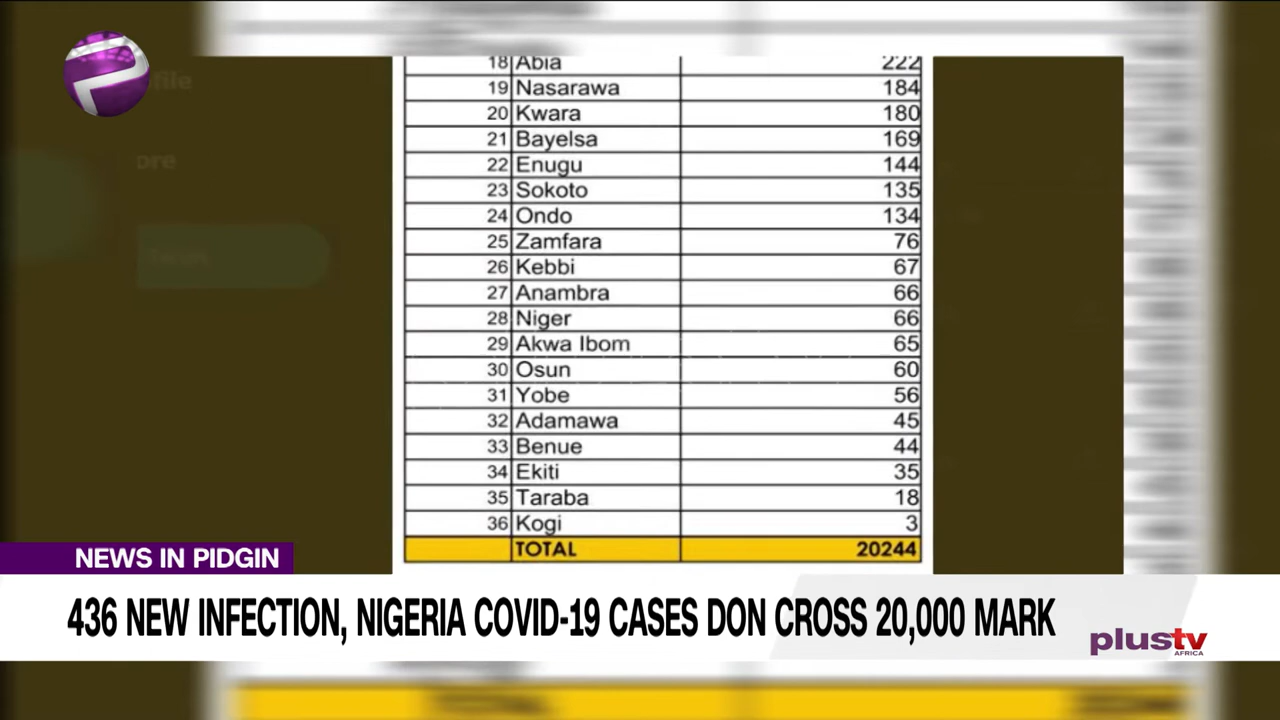 file
ore
18 Abia 222
19 Nasarawa 184
20 Kwara 180
21 Bayelsa 169
22 Enugu 144
23 Sokoto 135
24 Ondo 134
25 Zamfara 76
26 Kebbi 67
27 Anambra 66
28 Niger 66
29 Akwa Ibom 65
30 Osun 60
31 Yobe 56
32 Adamawa 45
33 Benue 44
34 Ekiti 35
35 Taraba 18
36 Kogi 3
TOTAL 20244
NEWS IN PIDGIN
436 NEW INFECTION, NIGERIA COVID-19 CASES DON CROSS 20,000 MARK
plustv
AFRICA
TOTAL